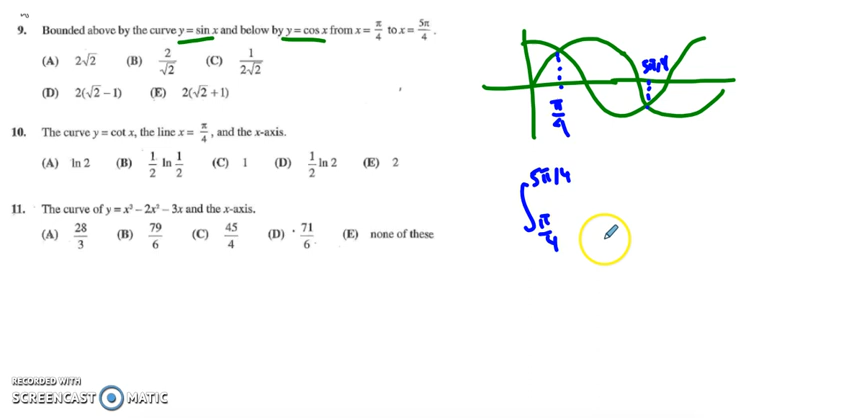 9. Bounded above by the curve y = sin x and below by y = cos x from x = π/4 to x = 5π/4.
(A) 2√2 (B) 2/√2 (C) 1/(2√2)
(D) 2(√2 − 1) (E) 2(√2 + 1)
10. The curve y = cot x, the line x = π/4, and the x-axis.
(A) ln 2 (B) 1/2 ln 1/2 (C) 1 (D) 1/2 ln 2 (E) 2
11. The curve of y = x³ − 2x² − 3x and the x-axis.
(A) 28/3 (B) 79/6 (C) 45/4 (D) 71/6 (E) none of these
5π/4
π/4
∫
5π/4
π/4
RECORDED WITH
SCREENCAST MATIC